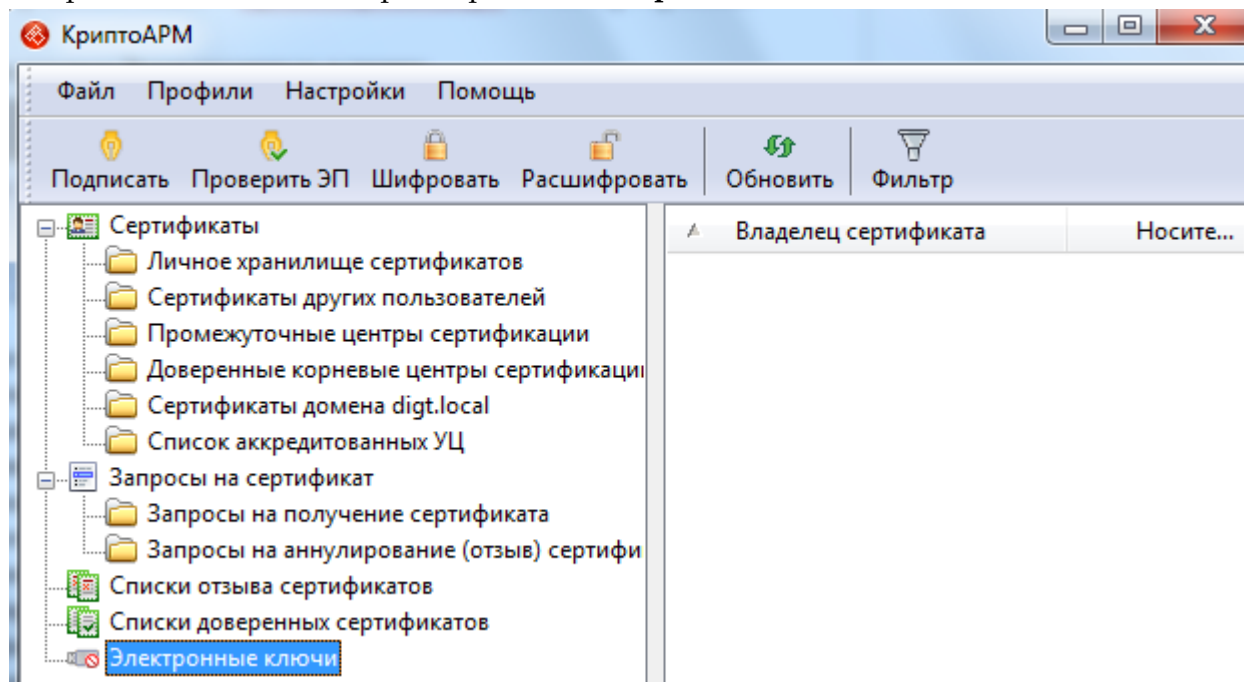 КриптоАРМ
Файл Профили Настройки Помощь
Подписать Проверить ЭП Шифровать Расшифровать Обновить Фильтр
Сертификаты
Личное хранилище сертификатов
Сертификаты других пользователей
Промежуточные центры сертификации
Доверенные корневые центры сертификаци
Сертификаты домена digt.local
Список аккредитованных УЦ
Запросы на сертификат
Запросы на получение сертификата
Запросы на аннулирование (отзыв) сертифи
Списки отзыва сертификатов
Списки доверенных сертификатов
Электронные ключи
Владелец сертификата Носите...